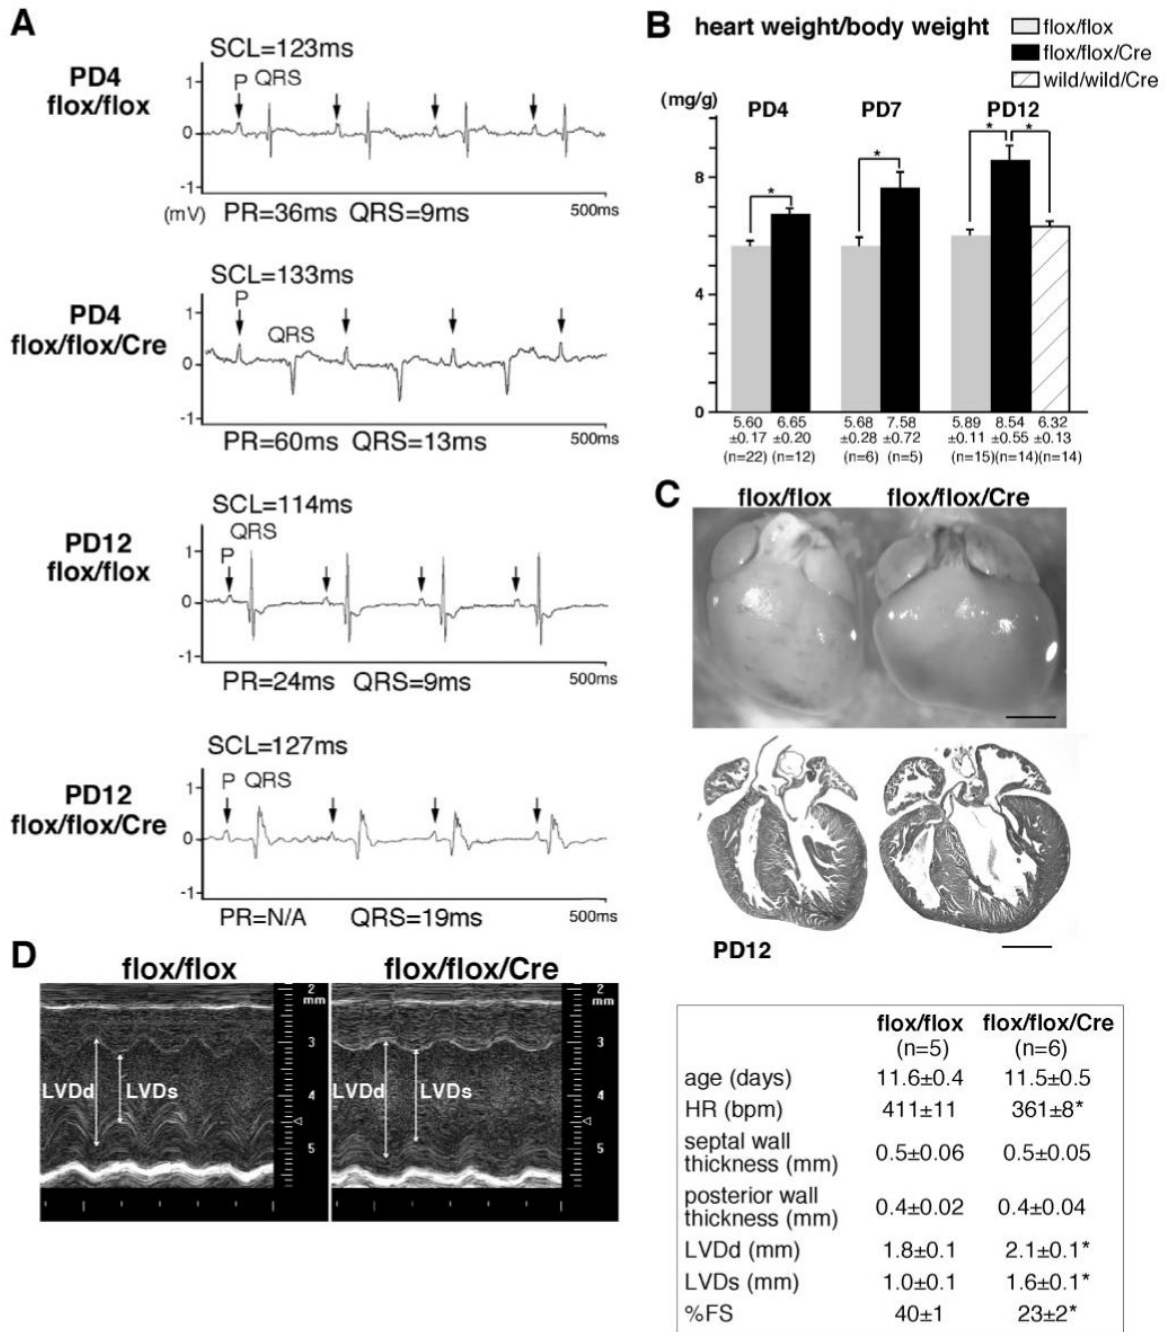 A
PD4
flox/flox
SCL=123ms
P QRS
1
0
-1
(mV)
PR=36ms QRS=9ms
500ms
PD4
flox/flox/Cre
SCL=133ms
P
QRS
1
0
-1
PR=60ms QRS=13ms
500ms
PD12
flox/flox
SCL=114ms
QRS
P
1
0
-1
PR=24ms QRS=9ms
500ms
PD12
flox/flox/Cre
SCL=127ms
P QRS
1
0
-1
PR=N/A QRS=19ms
500ms
B heart weight/body weight
flox/flox
flox/flox/Cre
wild/wild/Cre
(mg/g)
PD4 PD7 PD12
* * * *
8
4
0
5.60 6.65 5.68 7.58 5.89 8.54 6.32
±0.17 ±0.20 ±0.28 ±0.72 ±0.11 ±0.55 ±0.13
(n=22) (n=12) (n=6) (n=5) (n=15) (n=14) (n=14)
C
flox/flox flox/flox/Cre
PD12
D
flox/flox flox/flox/Cre
2
mm
3
4
5
LVDd LVDs
2
mm
3
4
5
LVDd LVDs
flox/flox flox/flox/Cre
(n=5) (n=6)
age (days) 11.6±0.4 11.5±0.5
HR (bpm) 411±11 361±8*
septal wall
thickness (mm) 0.5±0.06 0.5±0.05
posterior wall
thickness (mm) 0.4±0.02 0.4±0.04
LVDd (mm) 1.8±0.1 2.1±0.1*
LVDs (mm) 1.0±0.1 1.6±0.1*
%FS 40±1 23±2*